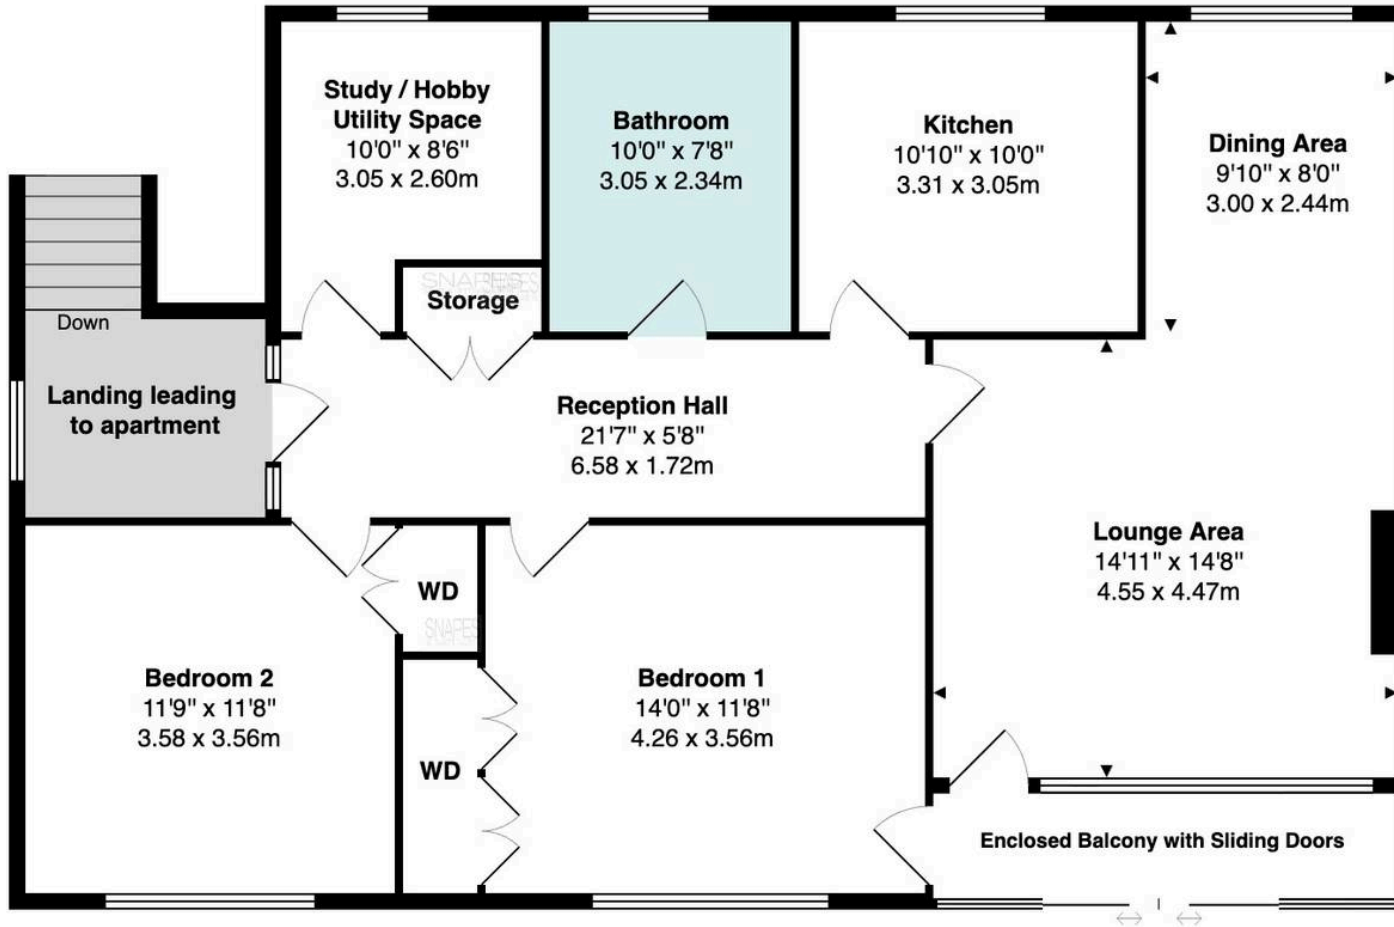 Study / Hobby
Utility Space
10'0" x 8'6"
3.05 x 2.60m
Bathroom
10'0" x 7'8"
3.05 x 2.34m
Kitchen
10'10" x 10'0"
3.31 x 3.05m
Dining Area
9'10" x 8'0"
3.00 x 2.44m
SNAPES
Storage
Down
Landing leading
to apartment
Reception Hall
21'7" x 5'8"
6.58 x 1.72m
Lounge Area
14'11" x 14'8"
4.55 x 4.47m
WD
SNAPES
Bedroom 2
11'9" x 11'8"
3.58 x 3.56m
WD
Bedroom 1
14'0" x 11'8"
4.26 x 3.56m
Enclosed Balcony with Sliding Doors